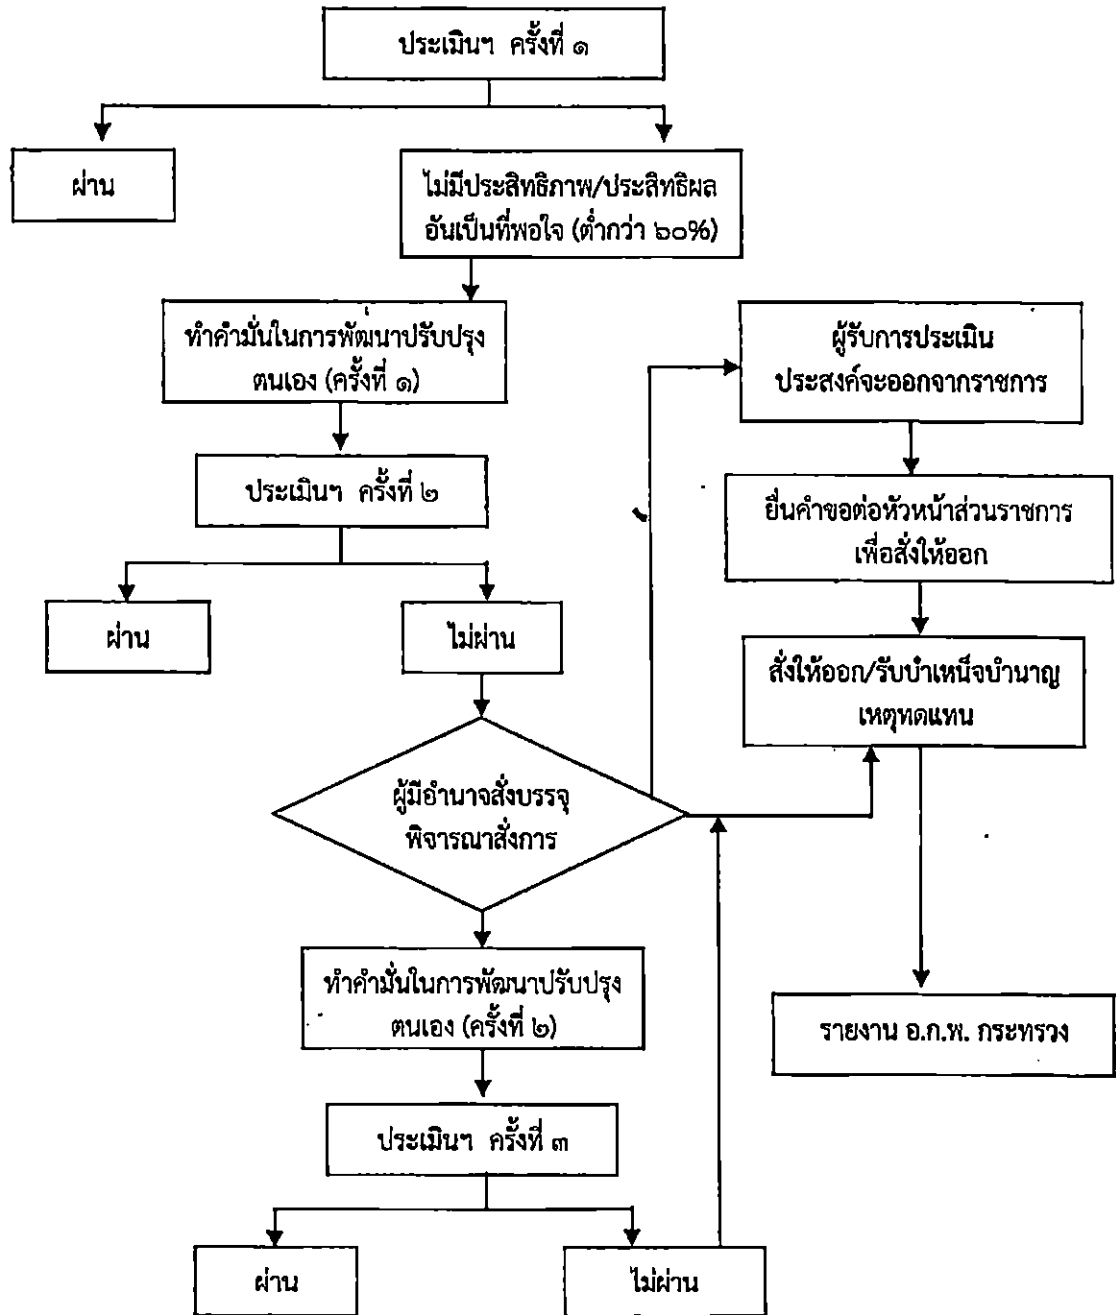 ประเมินฯ ครั้งที่ ๑
ผ่าน
ไม่มีประสิทธิภาพ/ประสิทธิผล
อันเป็นที่พอใจ (ต่ำกว่า ๖๐%)
ทำคำมั่นในการพัฒนาปรับปรุง
ตนเอง (ครั้งที่ ๑)
ประเมินฯ ครั้งที่ ๒
ผ่าน
ไม่ผ่าน
ผู้มีอำนาจสั่งบรรจุ
พิจารณาสั่งการ
ผู้รับการประเมิน
ประสงค์จะออกจากราชการ
ยื่นคำขอต่อหัวหน้าส่วนราชการ
เพื่อสั่งให้ออก
สั่งให้ออก/รับบำเหน็จบำนาญ
เหตุทดแทน
รายงาน อ.ก.พ. กระทรวง
ทำคำมั่นในการพัฒนาปรับปรุง
ตนเอง (ครั้งที่ ๒)
ประเมินฯ ครั้งที่ ๓
ผ่าน
ไม่ผ่าน